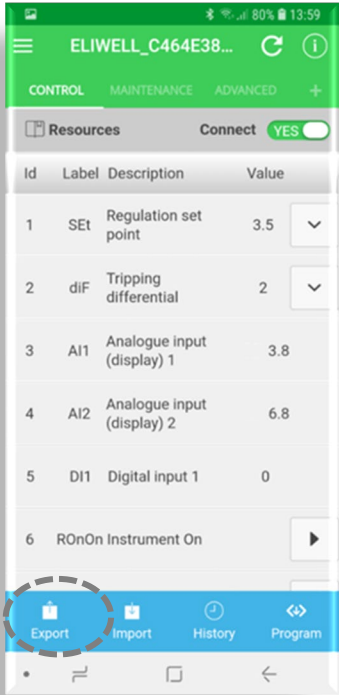 80% 13:59
ELIWELL_C464E38...
CONTROL MAINTENANCE ADVANCED +
Resources Connect YES
Id Label Description Value
1 SEt Regulation set point 3.5
2 diF Tripping differential 2
3 AI1 Analogue input (display) 1 3.8
4 AI2 Analogue input (display) 2 6.8
5 DI1 Digital input 1 0
6 ROnOn Instrument On
Export Import History Program